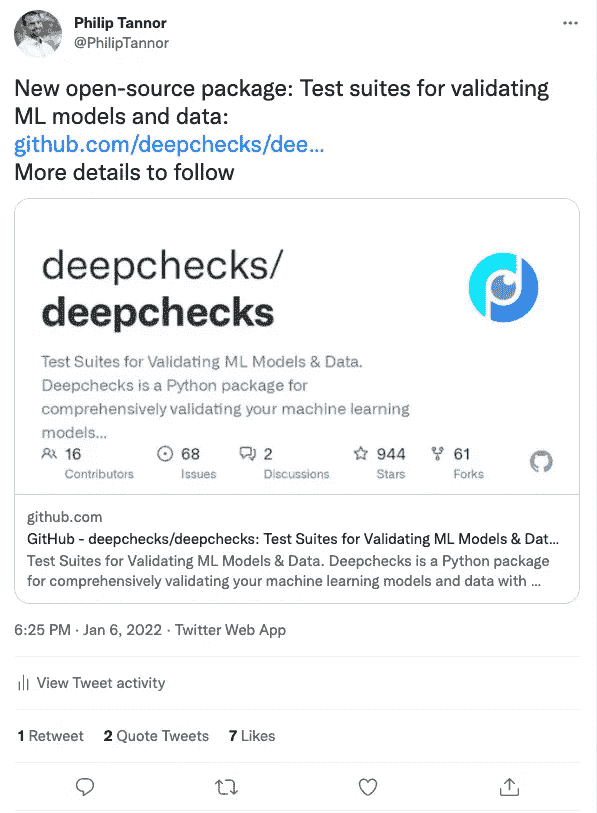 Philip Tannor
@PhilipTannor
New open-source package: Test suites for validating
ML models and data:
github.com/deepchecks/dee...
More details to follow
deepchecks/
deepchecks
Test Suites for Validating ML Models & Data.
Deepchecks is a Python package for
comprehensively validating your machine learning
models...
16 68 2 944 61
Contributors Issues Discussions Stars Forks
github.com
GitHub - deepchecks/deepchecks: Test Suites for Validating ML Models & Dat...
Test Suites for Validating ML Models & Data. Deepchecks is a Python package
for comprehensively validating your machine learning models and data with ...
6:25 PM · Jan 6, 2022 · Twitter Web App
View Tweet activity
1 Retweet 2 Quote Tweets 7 Likes